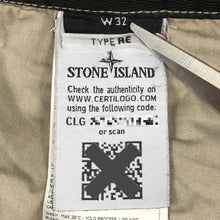 W 32
TYPE RE
STONE ISLAND
Check the authenticity
on
WWW.CERTILOGO.COM
using the following code:
CLG
or scan